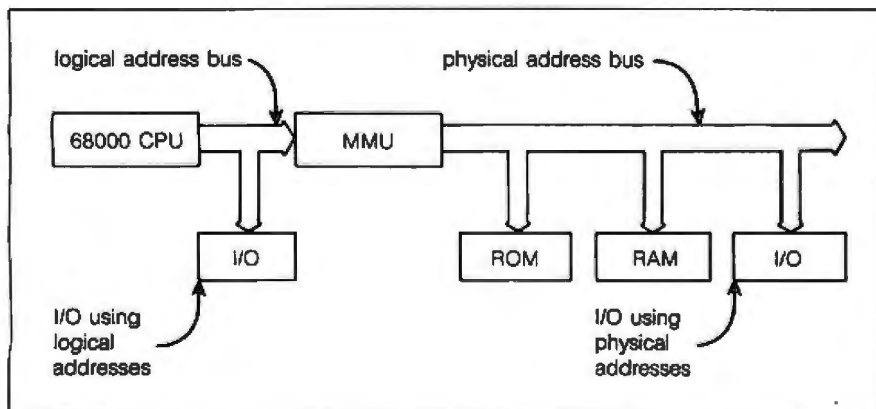 logical address bus
physical address bus
68000 CPU
MMU
I/O
ROM
RAM
I/O
I/O using
logical
addresses
I/O using
physical
addresses